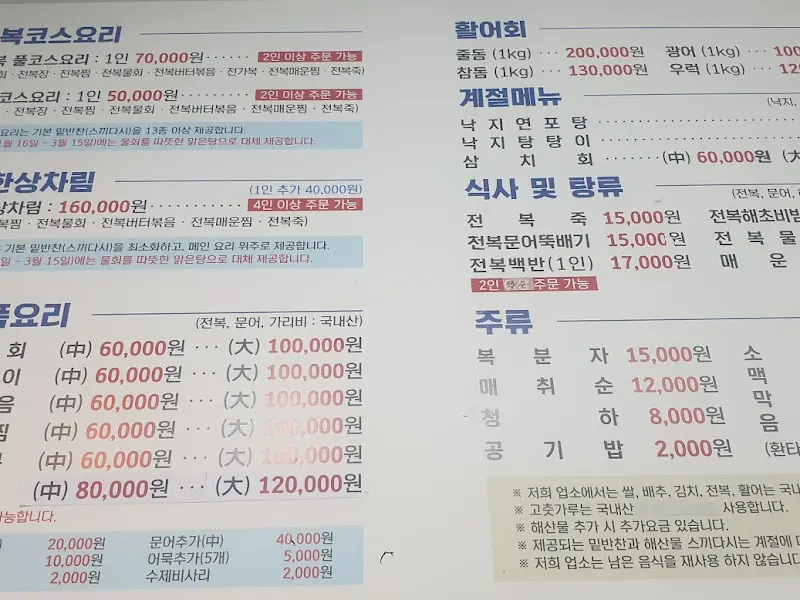 복코스요리
복 풀코스요리 : 1인 70,000원 ······ 2인 이상 주문 가능
회 · 전복장 · 전복찜 · 전복물회 · 전복버터볶음 · 전가복 · 전복매운찜 · 전복죽)
코스요리 : 1인 50,000원 ······ 2인 이상 주문 가능
· 전복장 · 전복찜 · 전복물회 · 전복버터볶음 · 전복매운찜 · 전복죽)
요리는 기본 밑반찬(스끼다시)을 13종 이상 제공합니다.
월 16일 ~ 3월 15일)에는 물회를 따뜻한 맑은탕으로 대체 제공합니다.
한상차림
(1인 추가 40,000원)
상차림 : 160,000원 ··········· 4인 이상 주문 가능
복찜 · 전복물회 · 전복버터볶음 · 전복매운찜 · 전복죽)
기본 밑반찬(스끼다시)을 최소화하고, 메인 요리 위주로 제공합니다.
일 ~ 3월 15일)에는 물회를 따뜻한 맑은탕으로 대체 제공합니다.
품요리
(전복, 문어, 가리비 : 국내산)
회 (中) 60,000원 ··· (大) 100,000원
이 (中) 60,000원 ··· (大) 100,000원
음 (中) 60,000원 ··· (大) 100,000원
찜 (中) 60,000원 ··· (大) 100,000원
(中) 60,000원 ··· (大) 100,000원
(中) 80,000원 ··· (大) 120,000원
가능합니다.
20,000원 문어추가(中) 40,000원
10,000원 어묵추가(5개) 5,000원
2,000원 수제비사리 2,000원
활어회
줄돔 (1kg) ··· 200,000원 광어 (1kg) ··· 100
참돔 (1kg) ··· 130,000원 우럭 (1kg) ··· 12
계절메뉴
(낙지,
낙지연포탕
낙지탕탕이
삼치회 ······· (中) 60,000원 (大
식사 및 탕류
(전복, 문어,
전복죽 15,000원 전복해초비빔
전복문어뚝배기 15,000원 전복물
전복백반(1인) 17,000원 매운
2인 이상 주문 가능
주류
복분자 15,000원 소
매취순 12,000원 맥
막
청하 8,000원 음
공기밥 2,000원 (환타
※ 저희 업소에서는 쌀, 배추, 김치, 전복, 활어는 국내
※ 고춧가루는 국내산 사용합니다.
※ 해산물 추가 시 추가요금 있습니다.
※ 제공되는 밑반찬과 해산물 스끼다시는 계절에 따
※ 저희 업소는 남은 음식을 재사용 하지 않습니다